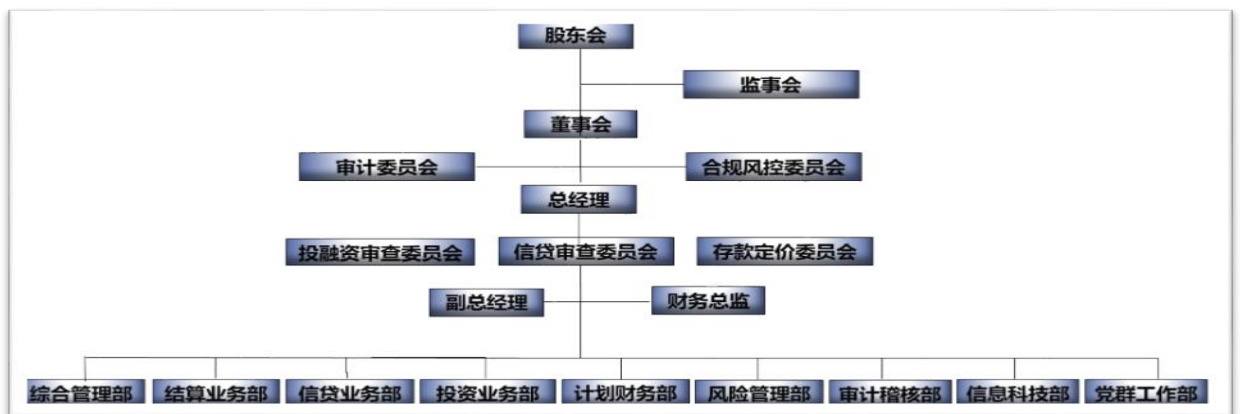 股东会
监事会
董事会
审计委员会
合规风控委员会
总经理
投融资审查委员会
信贷审查委员会
存款定价委员会
副总经理
财务总监
综合管理部
结算业务部
信贷业务部
投资业务部
计划财务部
风险管理部
审计稽核部
信息科技部
党群工作部